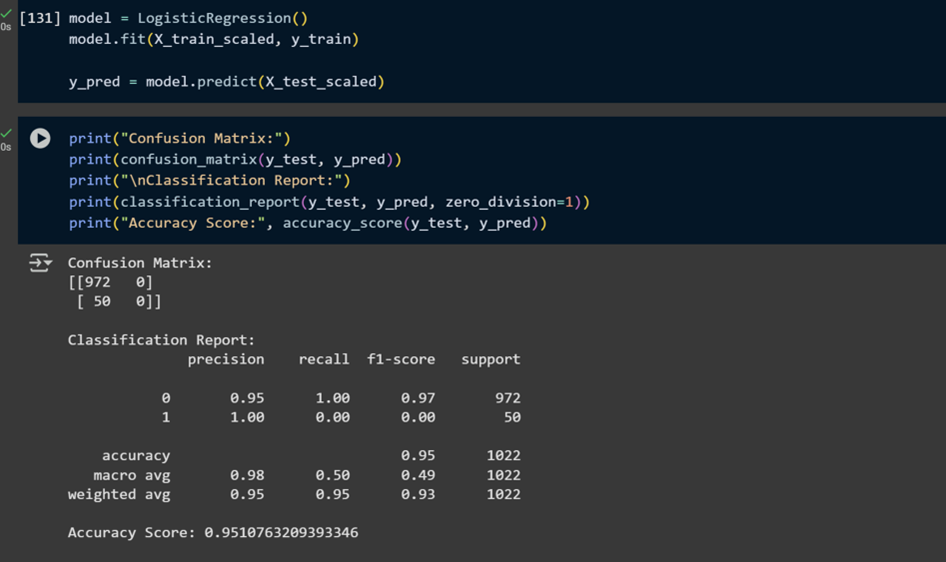 0s
[131] model = LogisticRegression()
model.fit(X_train_scaled, y_train)
y_pred = model.predict(X_test_scaled)
0s
print("Confusion Matrix:")
print(confusion_matrix(y_test, y_pred))
print("\nClassification Report:")
print(classification_report(y_test, y_pred, zero_division=1))
print("Accuracy Score:", accuracy_score(y_test, y_pred))
Confusion Matrix:
[[972   0]
 [ 50   0]]
Classification Report:
              precision    recall  f1-score   support
           0       0.95      1.00      0.97       972
           1       1.00      0.00      0.00        50
    accuracy                           0.95      1022
   macro avg       0.98      0.50      0.49      1022
weighted avg       0.95      0.95      0.93      1022
Accuracy Score: 0.9510763209393346